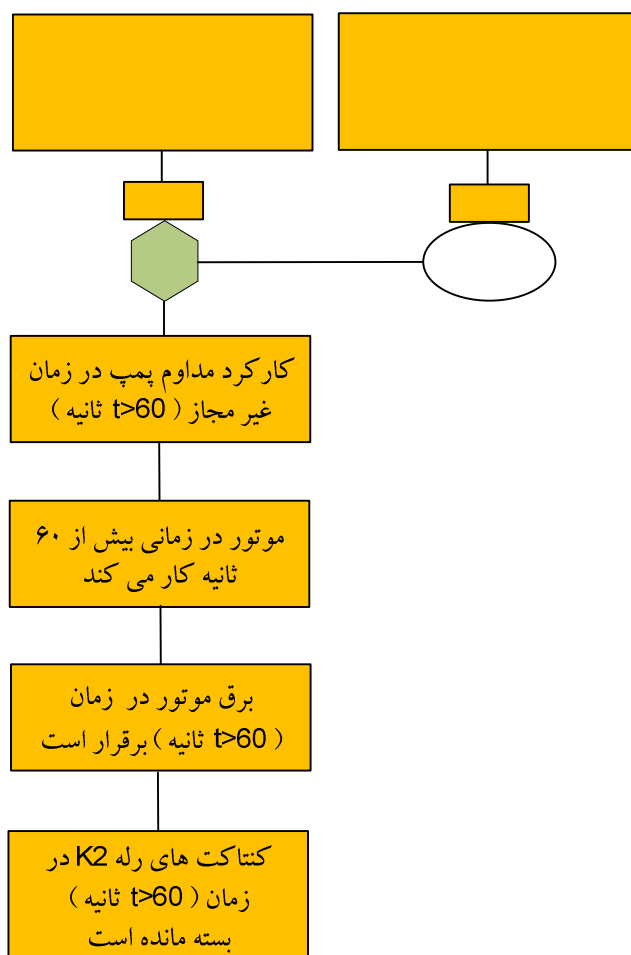 کارکرد مداوم پمپ در زمان
غیر مجاز ( t>60 ثانیه )
موتور در زمانی بیش از ۶۰
ثانیه کار می کند
برق موتور در زمان
( t>60 ثانیه ) برقرار است
کنتاکت های رله K2 در
زمان ( t>60 ثانیه )
بسته مانده است